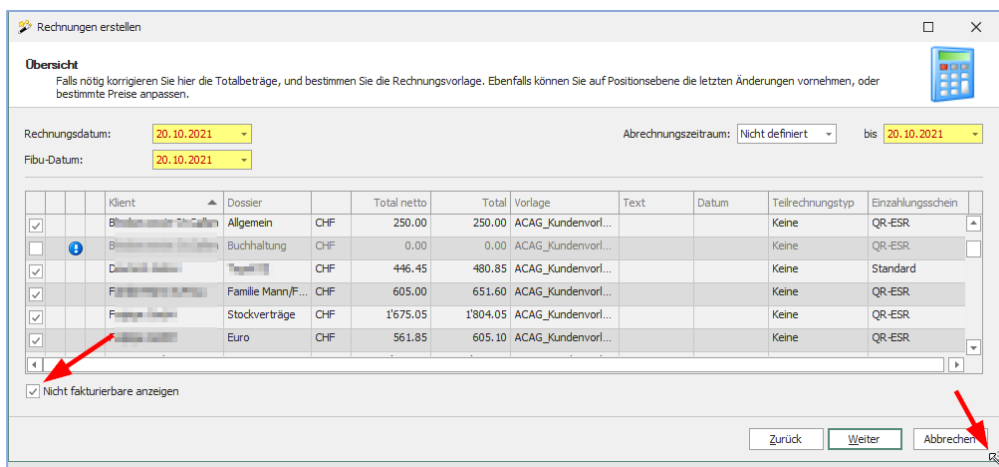 Rechnungen erstellen
Übersicht
Falls nötig korrigieren Sie hier die Totalbeträge, und bestimmen Sie die Rechnungsvorlage. Ebenfalls können Sie auf Positionsebene die letzten Änderungen vornehmen, oder
bestimmte Preise anpassen.
Rechnungsdatum: 20.10.2021 Abrechnungszeitraum: Nicht definiert bis 20.10.2021
Fibu-Datum: 20.10.2021
Klient Dossier Total netto Total Vorlage Text Datum Teilrechnungstyp Einzahlungsschein
Allgemein CHF 250.00 250.00 ACAG_Kundenvorl... Keine QR-ESR
Buchhaltung CHF 0.00 0.00 ACAG_Kundenvorl... Keine QR-ESR
CHF 446.45 480.85 ACAG_Kundenvorl... Keine Standard
Familie Mann/F... CHF 605.00 651.60 ACAG_Kundenvorl... Keine QR-ESR
Stockverträge CHF 1'675.05 1'804.05 ACAG_Kundenvorl... Keine QR-ESR
Euro CHF 561.85 605.10 ACAG_Kundenvorl... Keine QR-ESR
Nicht fakturierbare anzeigen
Zurück Weiter Abbrechen